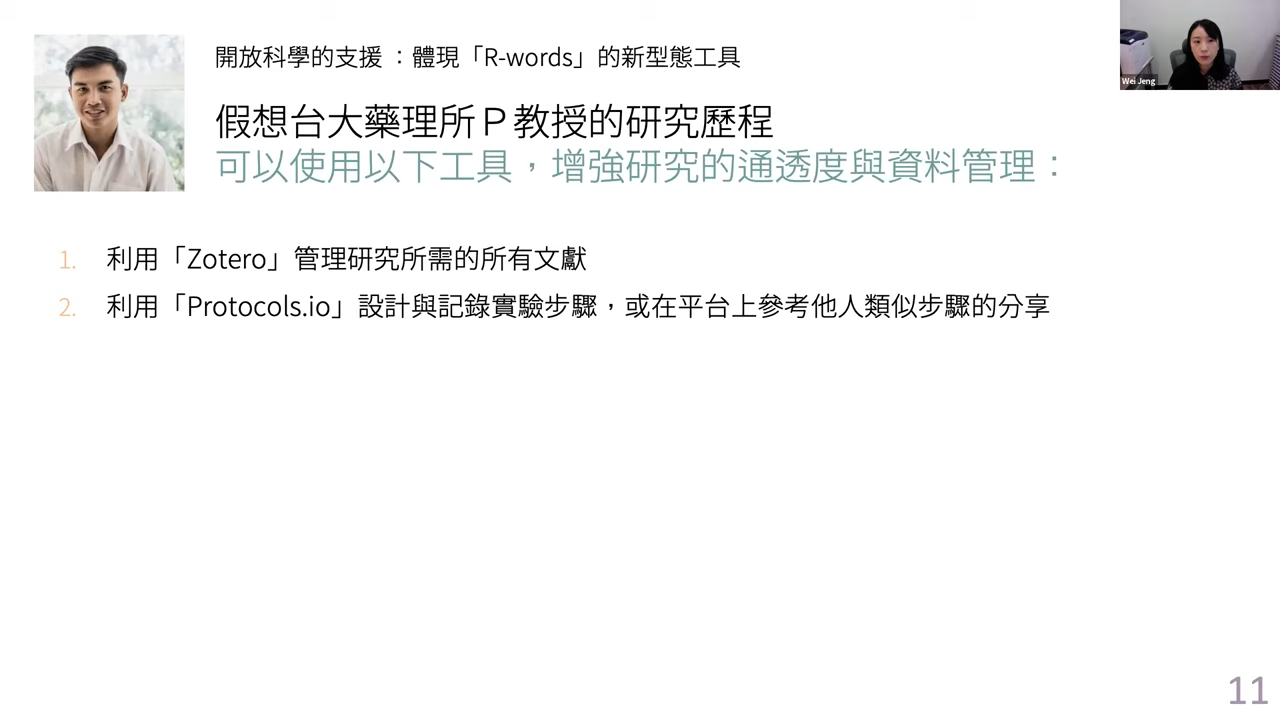 開放科學的支援 ：體現「R-words」的新型態工具
Wei Jeng
假想台大藥理所Ｐ教授的研究歷程
可以使用以下工具，增強研究的通透度與資料管理：
1. 利用「Zotero」管理研究所需的所有文獻
2. 利用「Protocols.io」設計與記錄實驗步驟，或在平台上參考他人類似步驟的分享
11